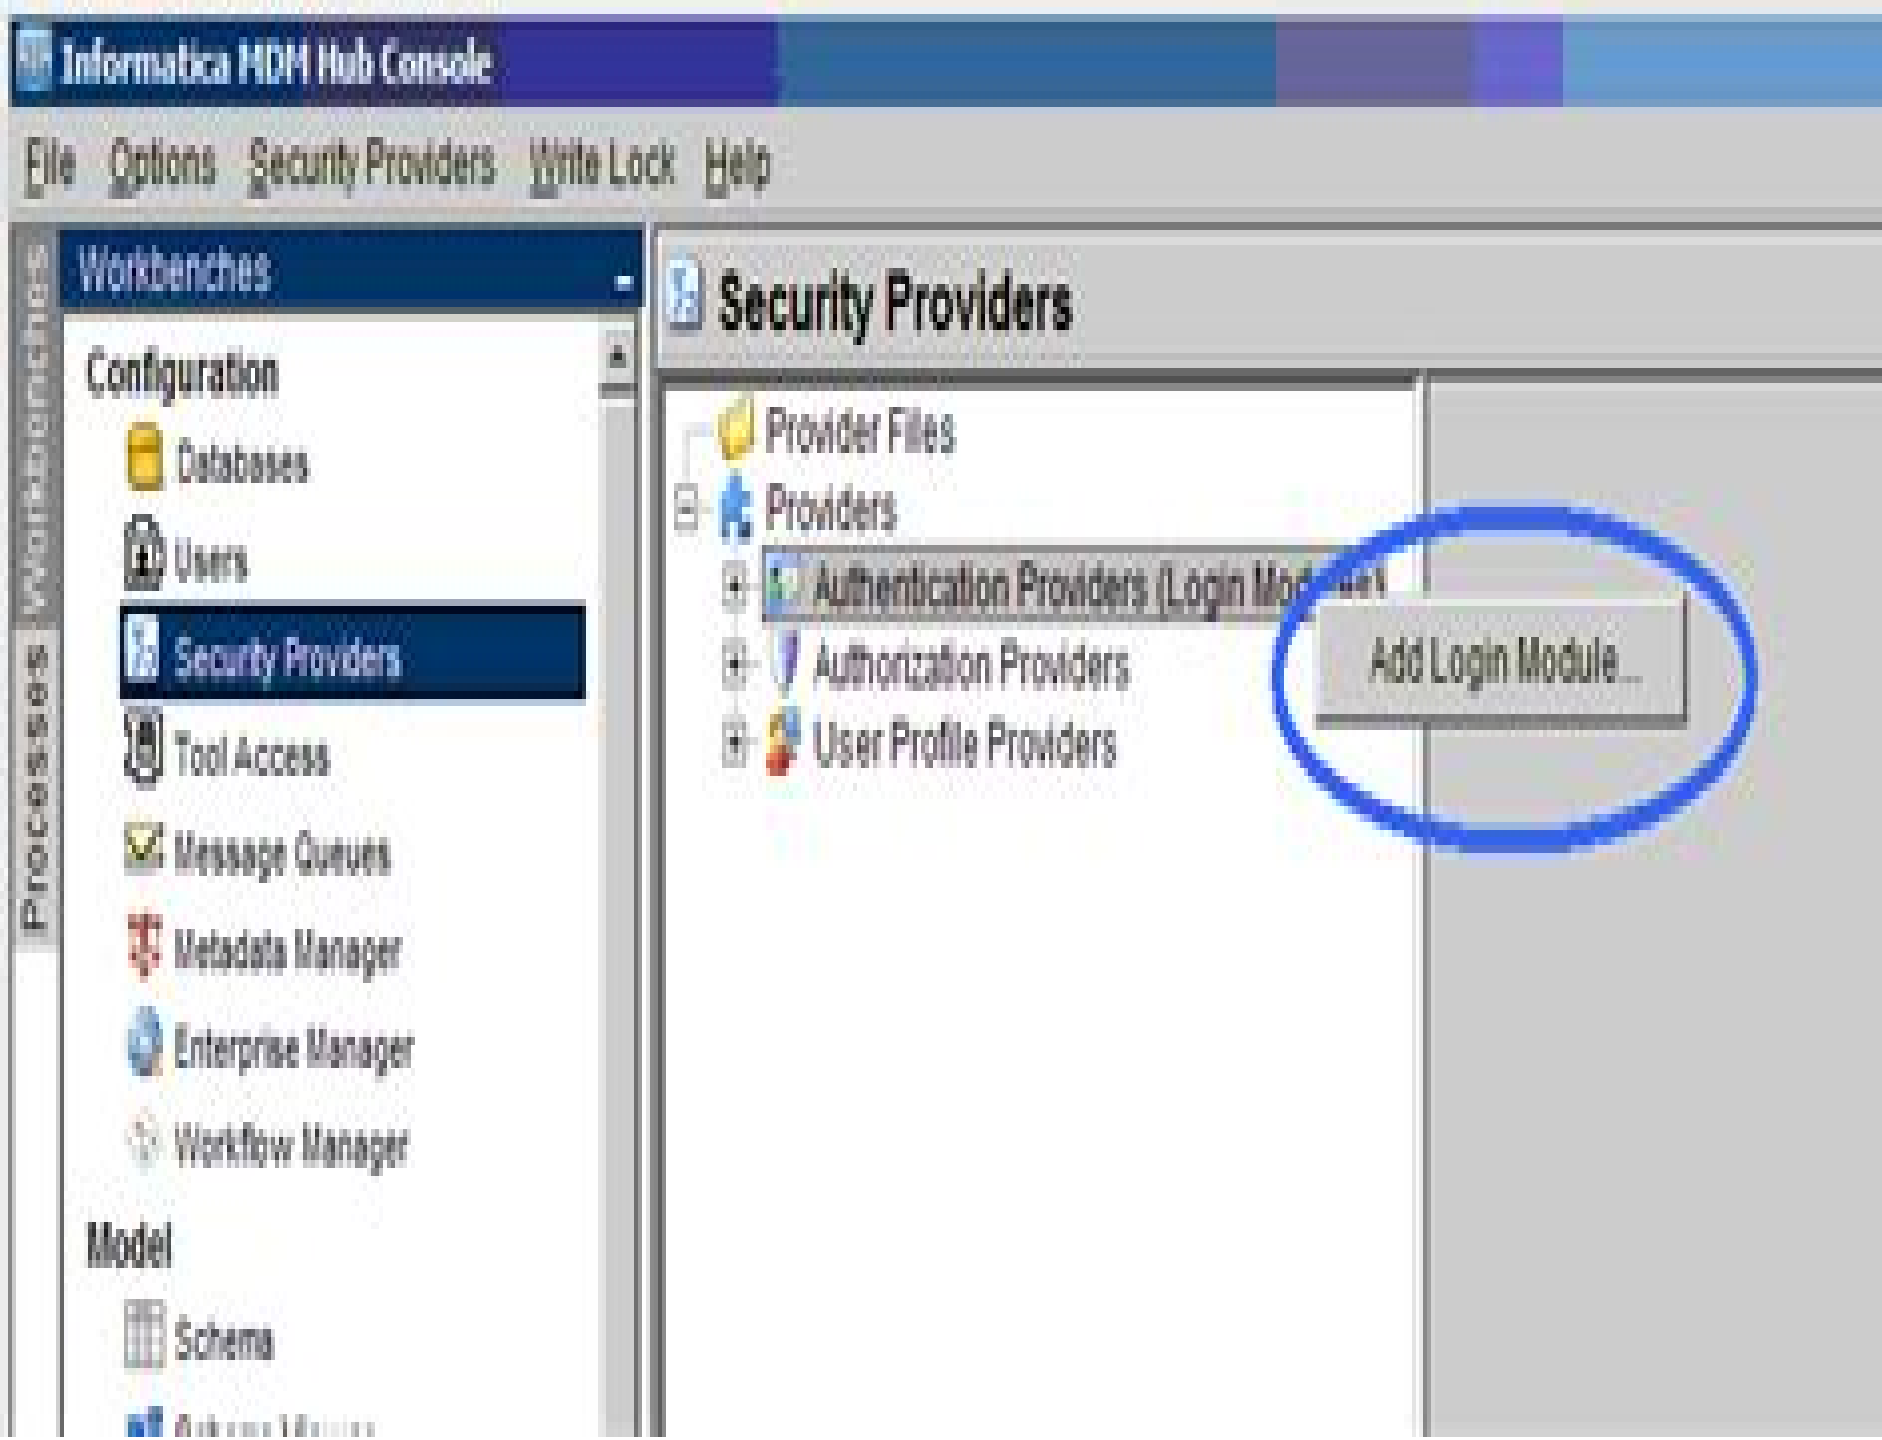 Informatica MDM Hub Console
File Options Security Providers Write Lock Help
Workbenches
Processes
Workbenches
Configuration
Databases
Users
Security Providers
Tool Access
Message Queues
Metadata Manager
Enterprise Manager
Workflow Manager
Model
Schema
Security Providers
Provider Files
Providers
Authentication Providers (Login
Authorization Providers
User Profile Providers
Add Login Module...